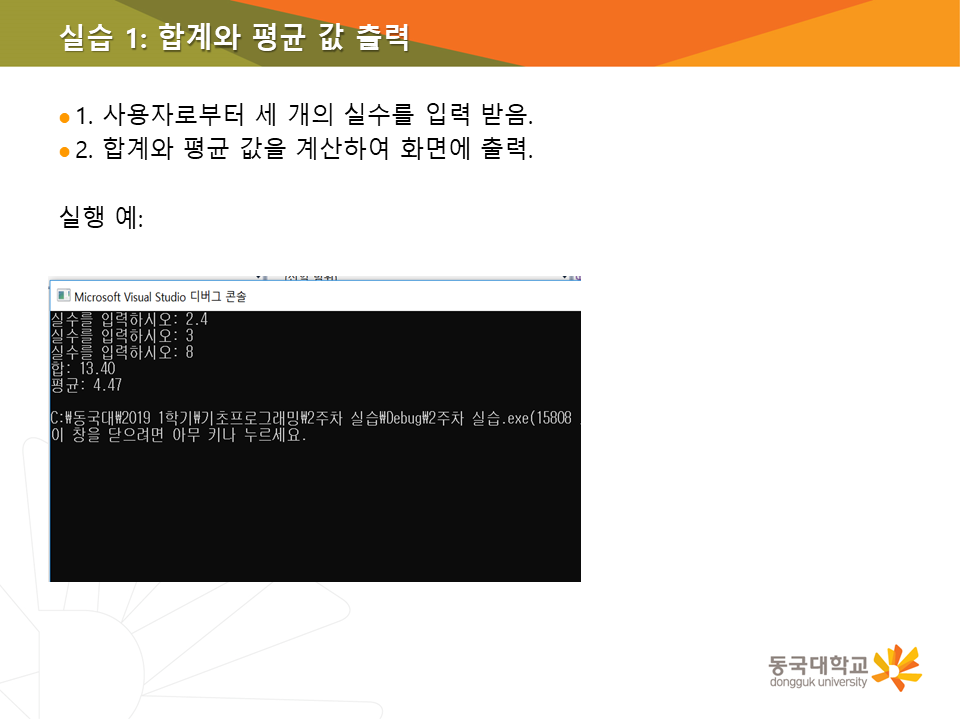 실습 1: 합계와 평균 값 출력
1. 사용자로부터 세 개의 실수를 입력 받음.
2. 합계와 평균 값을 계산하여 화면에 출력.
실행 예:
Microsoft Visual Studio 디버그 콘솔
실수를 입력하시오: 2.4
실수를 입력하시오: 3
실수를 입력하시오: 8
합: 13.40
평균: 4.47
C:₩동국대₩2019 1학기₩기초프로그래밍₩2주차 실습₩Debug₩2주차 실습.exe(15808
이 창을 닫으려면 아무 키나 누르세요.
동국대학교
dongguk university